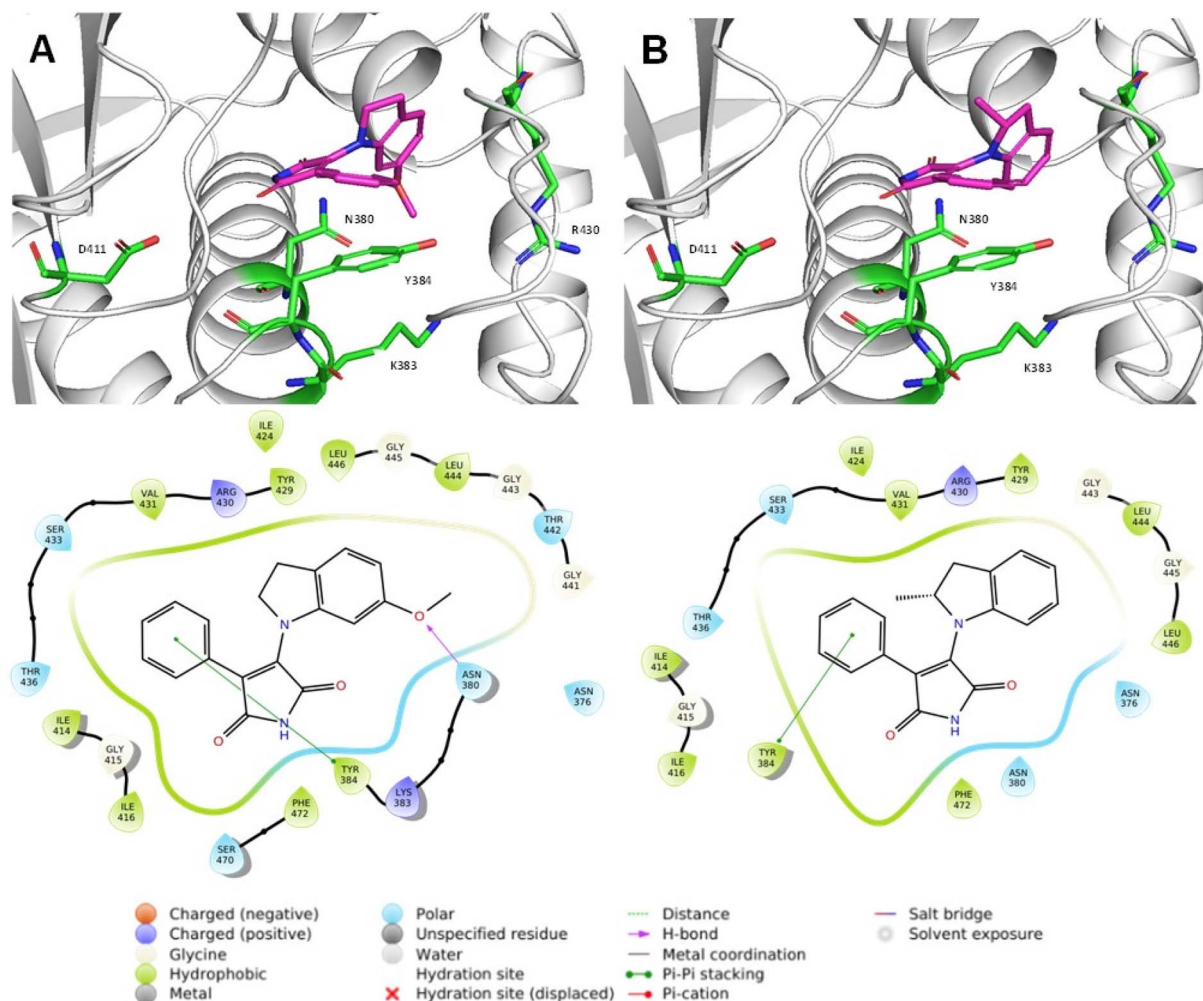 A
N380
D411
R430
Y384
K383
B
N380
D411
Y384
K383
ILE
424
LEU
446
GLY
445
LEU
444
GLY
443
THR
442
GLY
441
VAL
431
ARG
430
TYR
429
SER
433
THR
436
ILE
414
GLY
415
ILE
416
SER
470
PHE
472
TYR
384
LYS
383
ASN
380
ASN
376
N
O
O
N
H
O
ILE
424
SER
433
VAL
431
ARG
430
TYR
429
GLY
443
LEU
444
GLY
445
LEU
446
THR
436
ILE
414
GLY
415
ILE
416
TYR
384
PHE
472
ASN
380
ASN
376
N
O
O
N
H
Charged (negative)
Charged (positive)
Glycine
Hydrophobic
Metal
Polar
Unspecified residue
Water
Hydration site
Hydration site (displaced)
Distance
H-bond
Metal coordination
Pi-Pi stacking
Pi-cation
Salt bridge
Solvent exposure